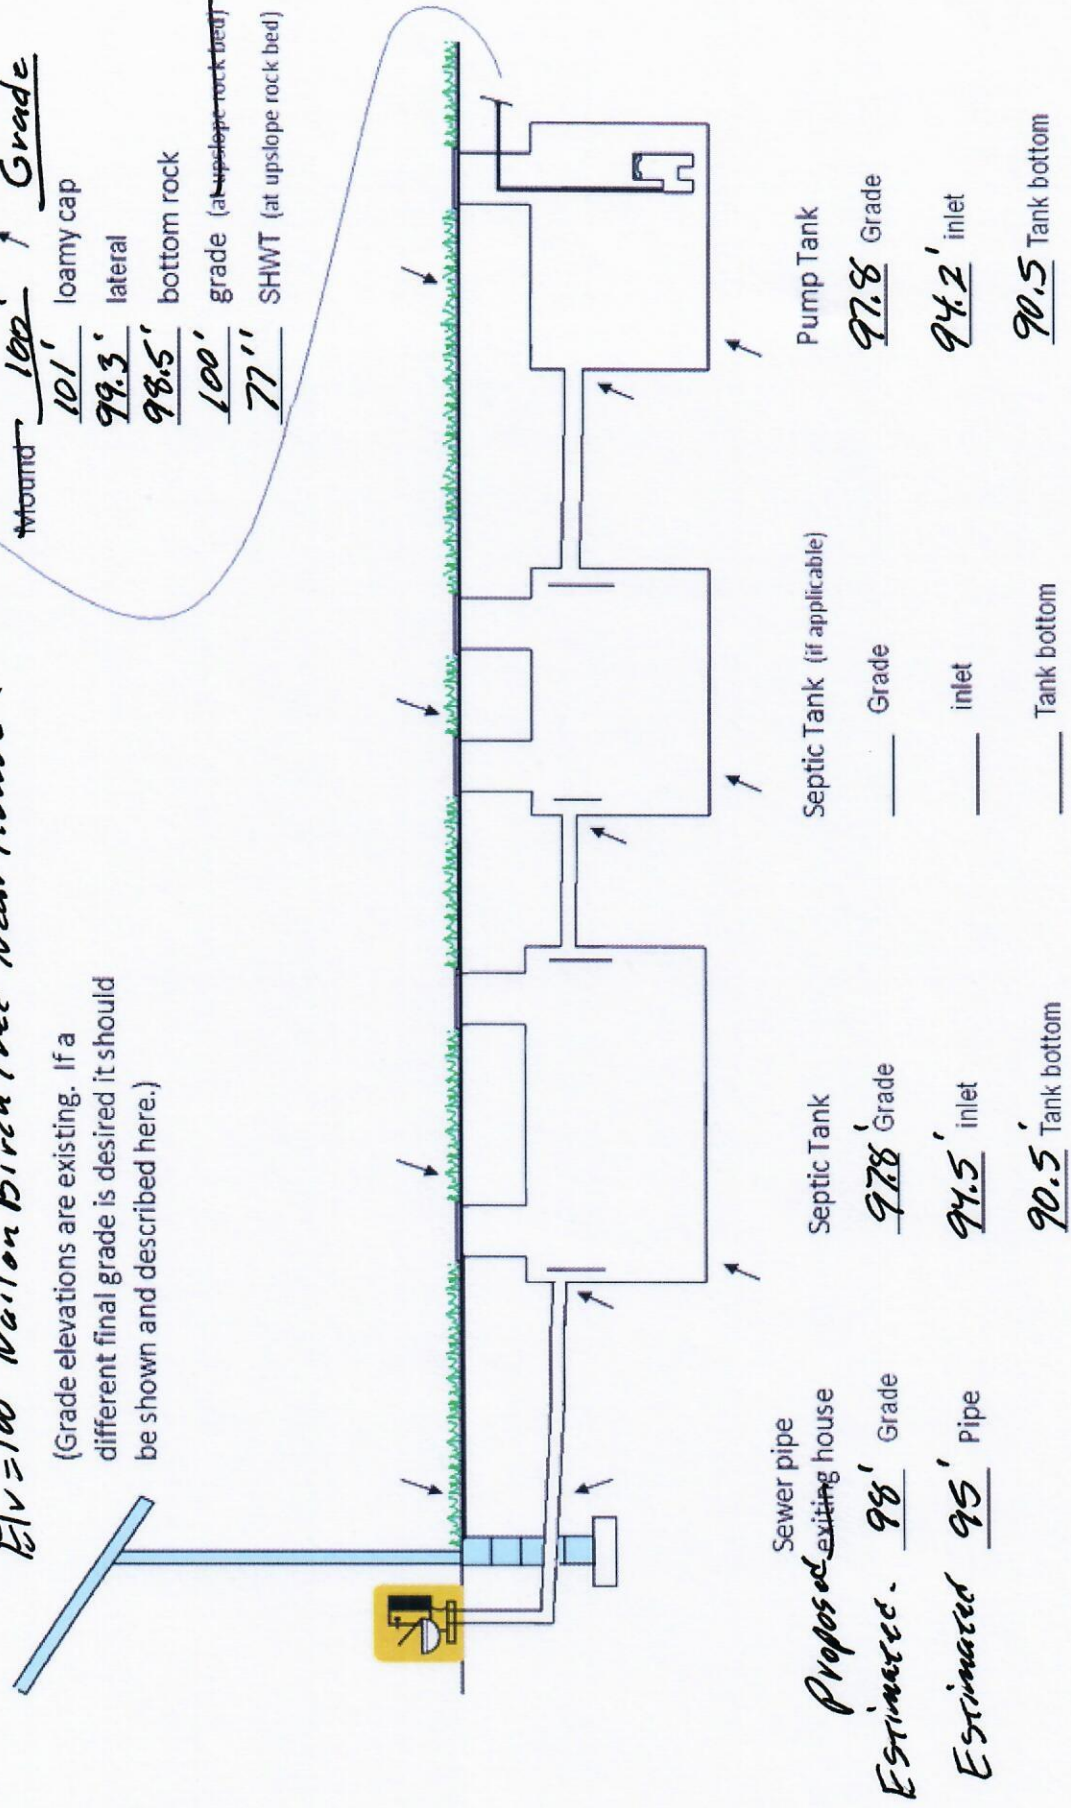 Elv=100' Nail on Birch Tree Near House
(Grade elevations are existing. If a
different final grade is desired it should
be shown and described here.)
Mound 100' ↑ Grade
101' loamy cap
99.3' lateral
98.5' bottom rock
100' grade (at upslope rock bed)
77" SHWT (at upslope rock bed)
Sewer pipe
Proposed exiting house
Estimated. 98' Grade
Estimated 95' Pipe
Septic Tank
97.8' Grade
94.5' inlet
90.5' Tank bottom
Septic Tank (if applicable)
Grade
inlet
Tank bottom
Pump Tank
97.8 Grade
94.2' inlet
90.5 Tank bottom